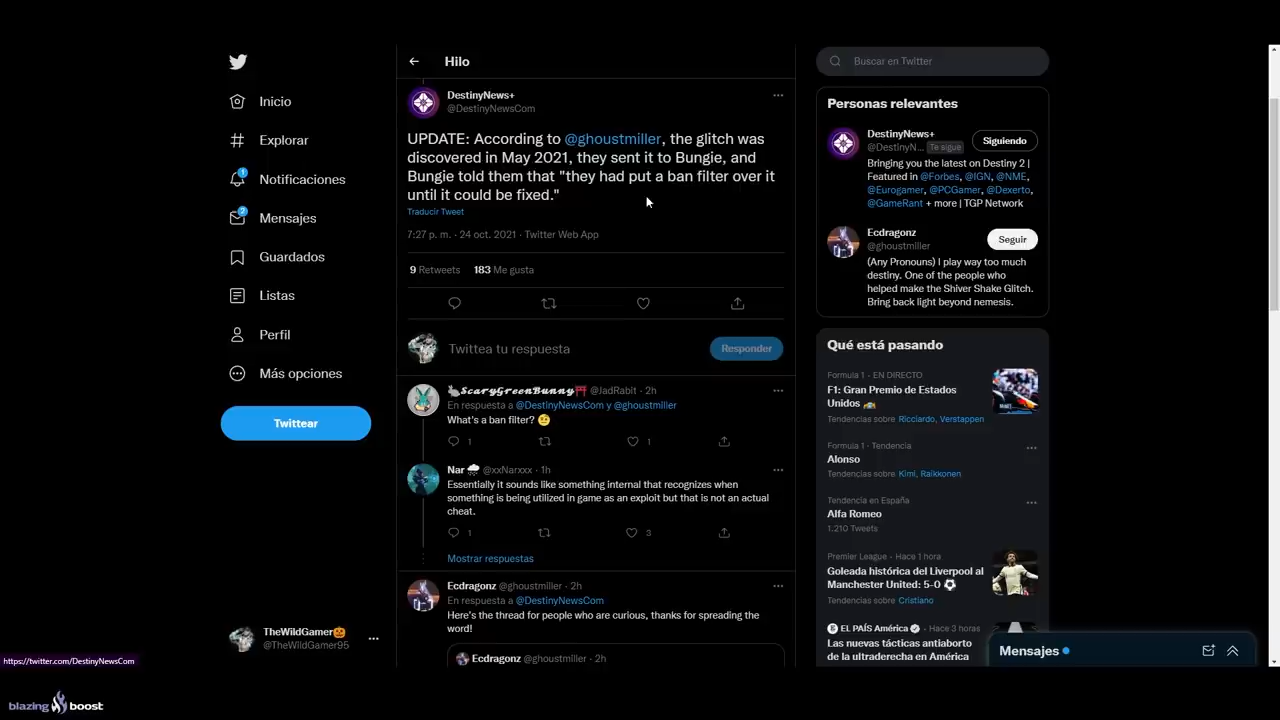 Inicio
Explorar
1
Notificaciones
2
Mensajes
Guardados
Listas
Perfil
Más opciones
Twittear
TheWildGamer🎃
@TheWildGamer95
https://twitter.com/DestinyNewsCom
blazing boost
Hilo
DestinyNews+
@DestinyNewsCom
UPDATE: According to @ghoustmiller, the glitch was
discovered in May 2021, they sent it to Bungie, and
Bungie told them that "they had put a ban filter over it
until it could be fixed."
Traducir Tweet
7:27 p. m. · 24 oct. 2021 · Twitter Web App
9 Retweets 183 Me gusta
Twittea tu respuesta
Responder
🐇ScaryGreenBunny⛩️ @JadRabit · 2h
En respuesta a @DestinyNewsCom y @ghoustmiller
What's a ban filter? 🤨
1 1
Nar 🌨 @xxNarxxx · 1h
Essentially it sounds like something internal that recognizes when
something is being utilized in game as an exploit but that is not an actual
cheat.
1 3
Mostrar respuestas
Ecdragonz @ghoustmiller · 2h
En respuesta a @DestinyNewsCom
Here's the thread for people who are curious, thanks for spreading the
word!
Ecdragonz @ghoustmiller · 2h
Buscar en Twitter
Personas relevantes
DestinyNews+
@DestinyN... Te sigue
Siguiendo
Bringing you the latest on Destiny 2 |
Featured in @Forbes, @IGN, @NME,
@Eurogamer, @PCGamer, @Dexerto,
@GameRant + more | TGP Network
Ecdragonz
@ghoustmiller
Seguir
(Any Pronouns) I play way too much
destiny. One of the people who
helped make the Shiver Shake Glitch.
Bring back light beyond nemesis.
Qué está pasando
Formula 1 · EN DIRECTO
F1: Gran Premio de Estados
Unidos
Tendencias sobre Ricciardo, Verstappen
Formula 1 · Tendencia
Alonso
Tendencias sobre Kimi, Raikkonen
Tendencia en España
Alfa Romeo
1.210 Tweets
Premier League · Hace 1 hora
Goleada histórica del Liverpool al
Manchester United: 5-0 ⚽
Tendencias sobre Cristiano
EL PAÍS América · Hace 3 horas
Las nuevas tácticas antiaborto
de la ultraderecha en América
Mensajes